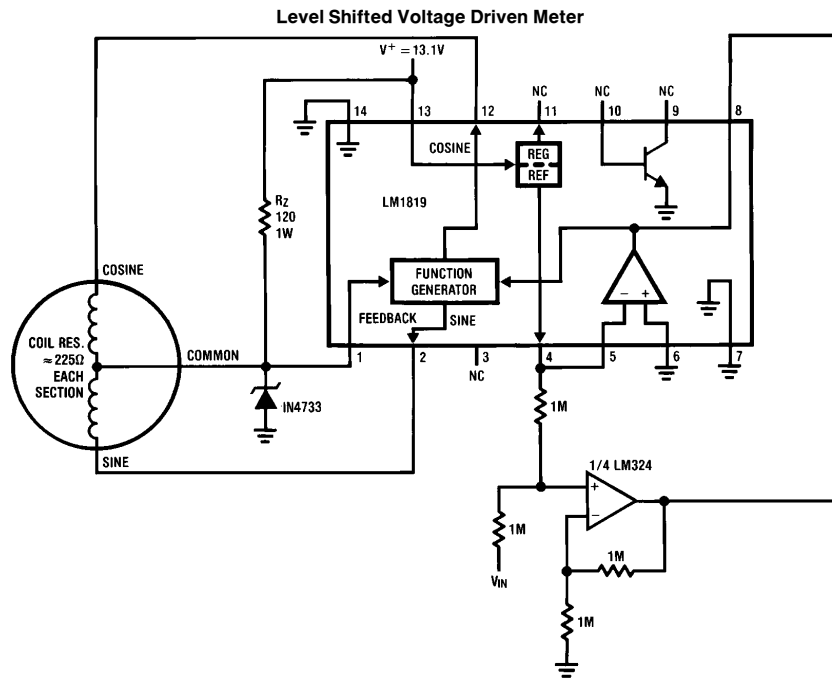 Level Shifted Voltage Driven Meter
V+ = 13.1V
NC
NC
NC
14
13
12
11
10
9
8
COSINE
REG
REF
RZ
120
1W
LM1819
COSINE
FUNCTION
GENERATOR
- +
COIL RES.
≈ 225Ω
EACH
SECTION
COMMON
FEEDBACK
SINE
1
2
3
4
5
6
7
NC
IN4733
SINE
1M
1/4 LM324
+
-
1M
VIN
1M
1M